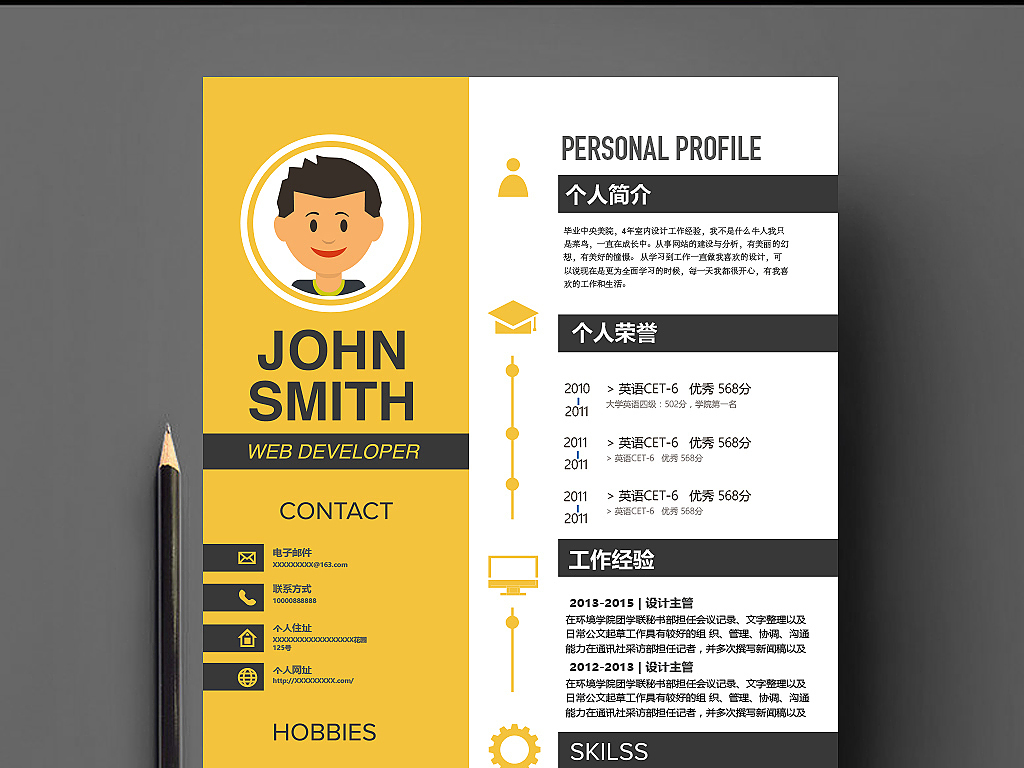 JOHN
SMITH
WEB DEVELOPER
CONTACT
电子邮件
XXXXXXXXX@163.com
联系方式
10000888888
个人住址
XXXXXXXXXXXXXXXXXX花园
125号
个人网址
http://XXXXXXXXX.com/
HOBBIES
PERSONAL PROFILE
个人简介
毕业中央美院，4年室内设计工作经验，我不是什么牛人我只
是菜鸟，一直在成长中。从事网站的建设与分析，有美丽的幻
想，有美好的憧憬。从学习到工作一直做我喜欢的设计，可
以说现在是更为全面学习的时候，每一天我都很开心，有我喜
欢的工作和生活。
个人荣誉
2010 > 英语CET-6 优秀 568分
2011 大学英语四级：502分，学院第一名
2011 > 英语CET-6 优秀 568分
2011 > 英语CET-6 优秀 568分
2011 > 英语CET-6 优秀 568分
2011 > 英语CET-6 优秀 568分
工作经验
2013-2015 | 设计主管
在环境学院团学联秘书部担任会议记录、文字整理以及
日常公文起草工作具有较好的组 织、管理、协调、沟通
能力在通讯社采访部担任记者，并多次撰写新闻稿以及
2012-2013 | 设计主管
在环境学院团学联秘书部担任会议记录、文字整理以及
日常公文起草工作具有较好的组 织、管理、协调、沟通
能力在通讯社采访部担任记者，并多次撰写新闻稿以及
SKILSS